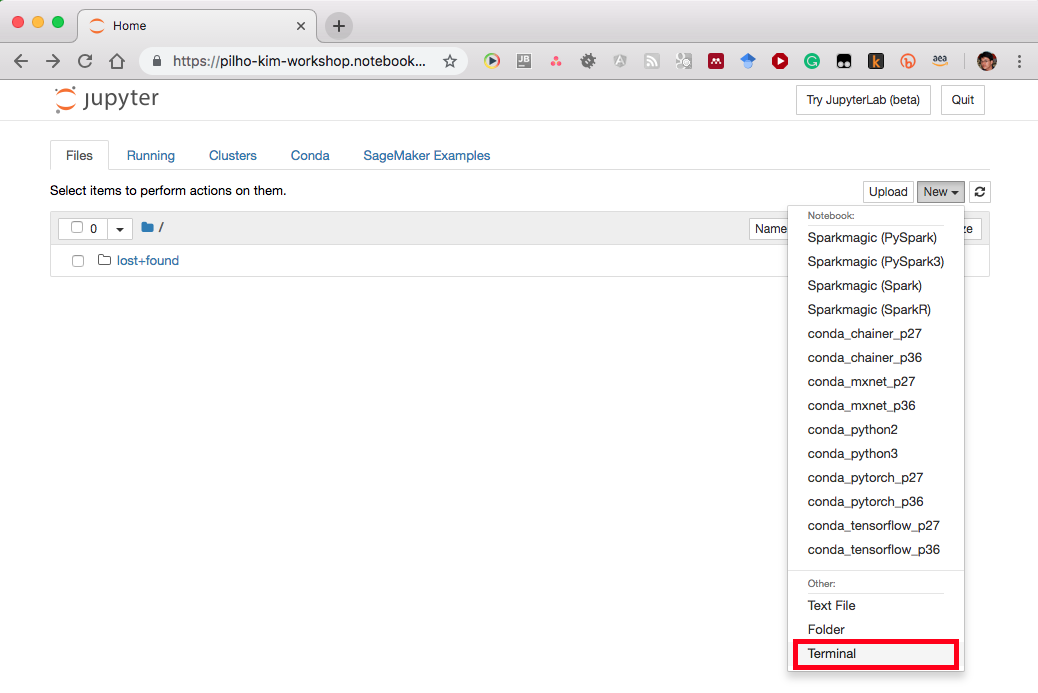 Home
https://pilho-kim-workshop.notebook...
JB
aea
jupyter
Try JupyterLab (beta) Quit
Files Running Clusters Conda SageMaker Examples
Select items to perform actions on them.
Upload New
0 / Name ze
lost+found
Notebook:
Sparkmagic (PySpark)
Sparkmagic (PySpark3)
Sparkmagic (Spark)
Sparkmagic (SparkR)
conda_chainer_p27
conda_chainer_p36
conda_mxnet_p27
conda_mxnet_p36
conda_python2
conda_python3
conda_pytorch_p27
conda_pytorch_p36
conda_tensorflow_p27
conda_tensorflow_p36
Other:
Text File
Folder
Terminal